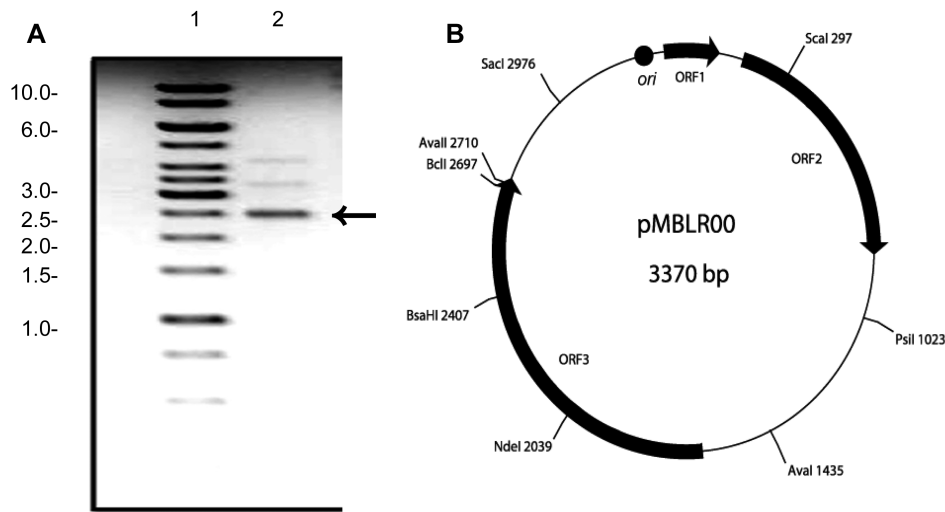 A
1 2
10.0-
6.0-
3.0-
2.5-
2.0-
1.5-
1.0-
B
ScaI 297
SacI 2976
ori
ORF1
AvaII 2710
BclI 2697
ORF2
pMBLR00
3370 bp
BsaHI 2407
PsiI 1023
ORF3
NdeI 2039
AvaI 1435